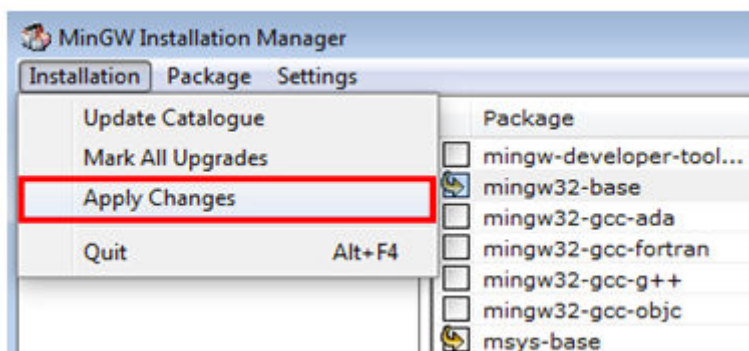 MinGW Installation Manager
Installation Package Settings
Update Catalogue
Mark All Upgrades
Apply Changes
Quit Alt+F4
Package
mingw-developer-tool...
mingw32-base
mingw32-gcc-ada
mingw32-gcc-fortran
mingw32-gcc-g++
mingw32-gcc-objc
msys-base